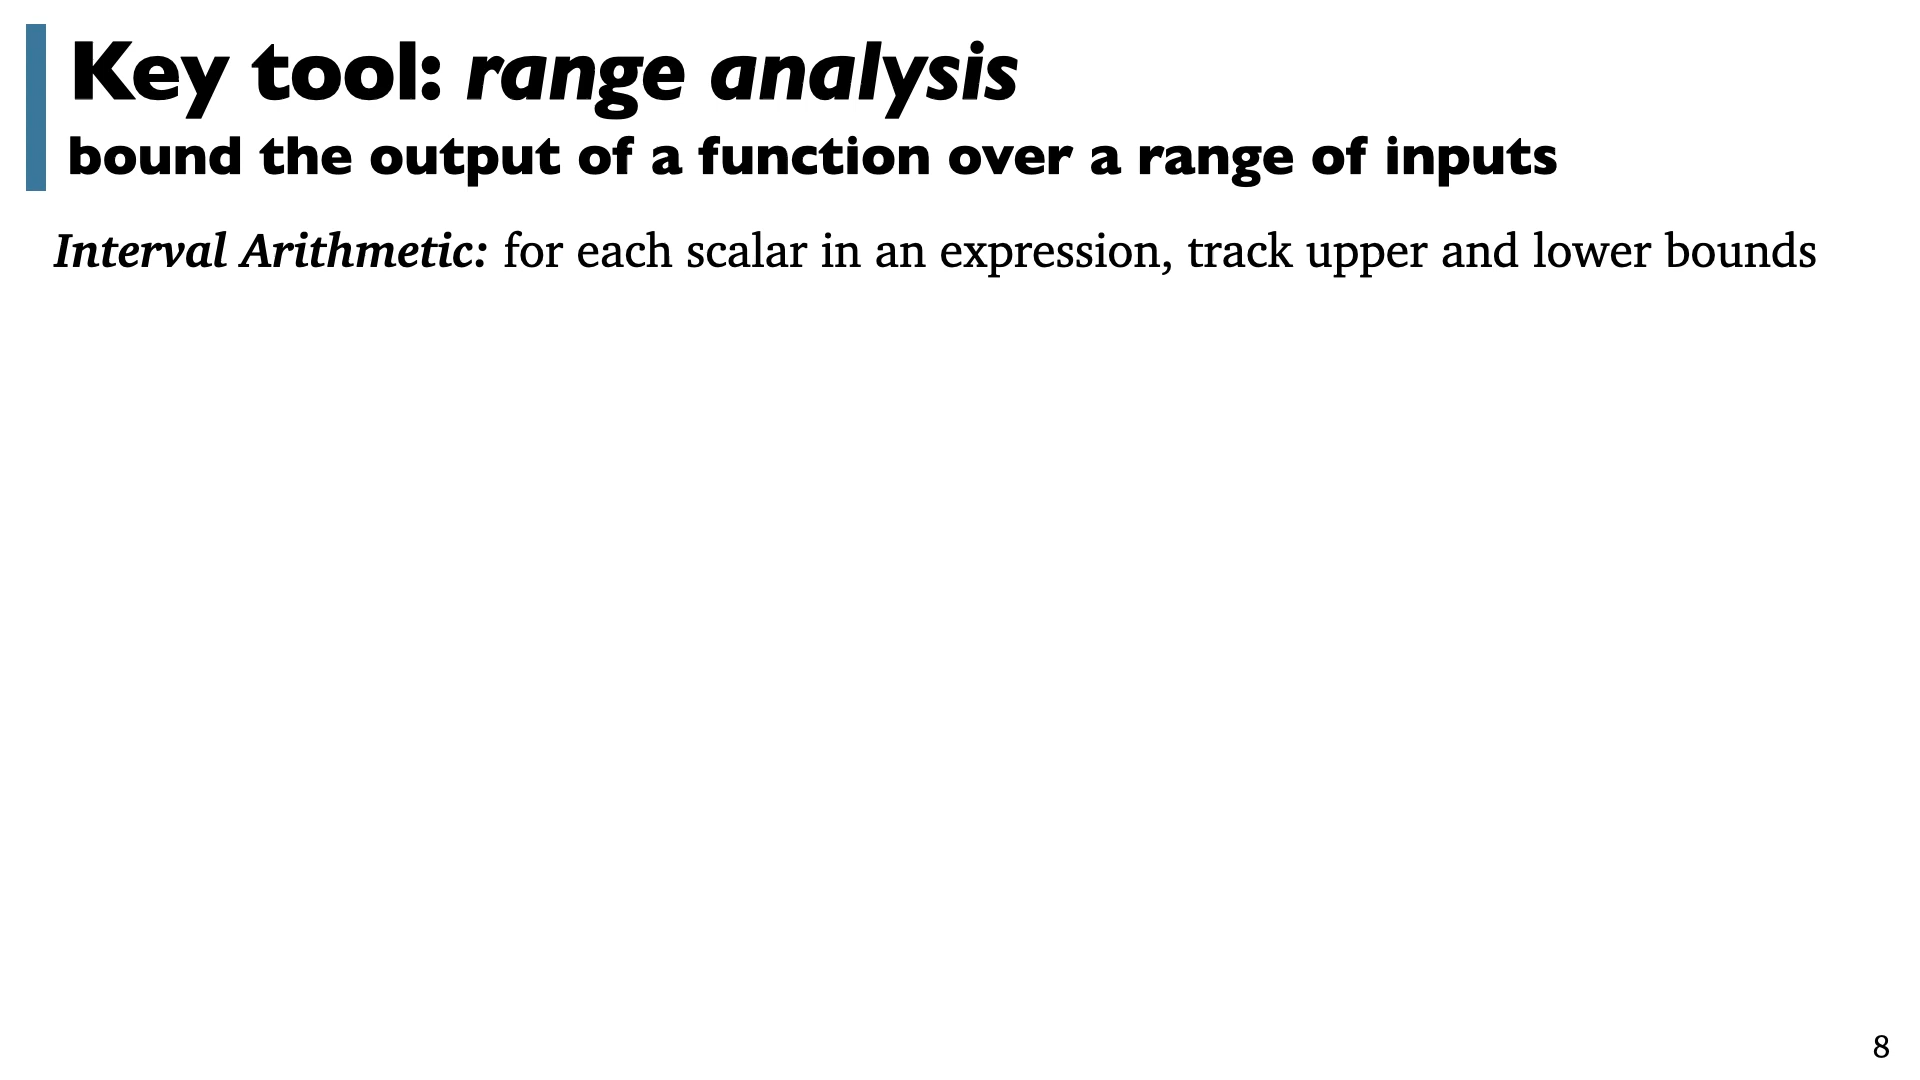 Key tool: range analysis
bound the output of a function over a range of inputs
Interval Arithmetic: for each scalar in an expression, track upper and lower bounds
8